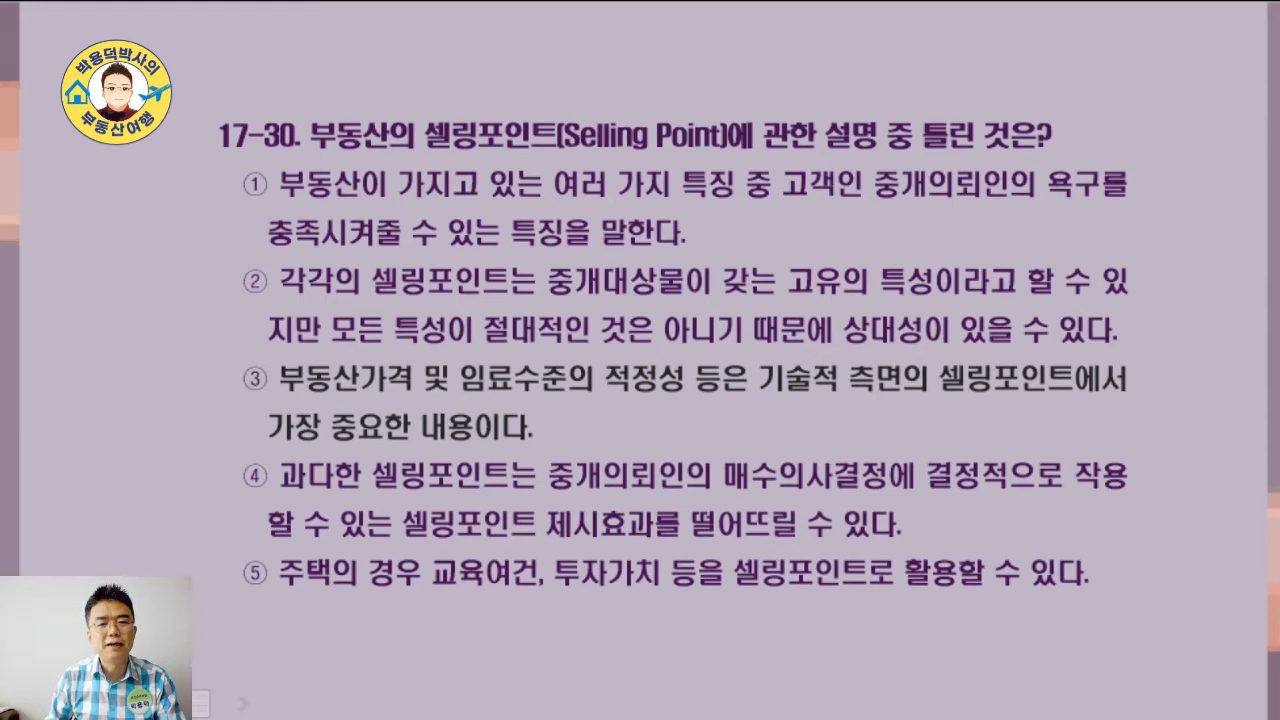 박용덕박사의
부동산여행
17-30. 부동산의 셀링포인트(Selling Point)에 관한 설명 중 틀린 것은?
① 부동산이 가지고 있는 여러 가지 특징 중 고객인 중개의뢰인의 욕구를
충족시켜줄 수 있는 특징을 말한다.
② 각각의 셀링포인트는 중개대상물이 갖는 고유의 특성이라고 할 수 있
지만 모든 특성이 절대적인 것은 아니기 때문에 상대성이 있을 수 있다.
③ 부동산가격 및 임료수준의 적정성 등은 기술적 측면의 셀링포인트에서
가장 중요한 내용이다.
④ 과다한 셀링포인트는 중개의뢰인의 매수의사결정에 결정적으로 작용
할 수 있는 셀링포인트 제시효과를 떨어뜨릴 수 있다.
⑤ 주택의 경우 교육여건, 투자가치 등을 셀링포인트로 활용할 수 있다.
박용덕